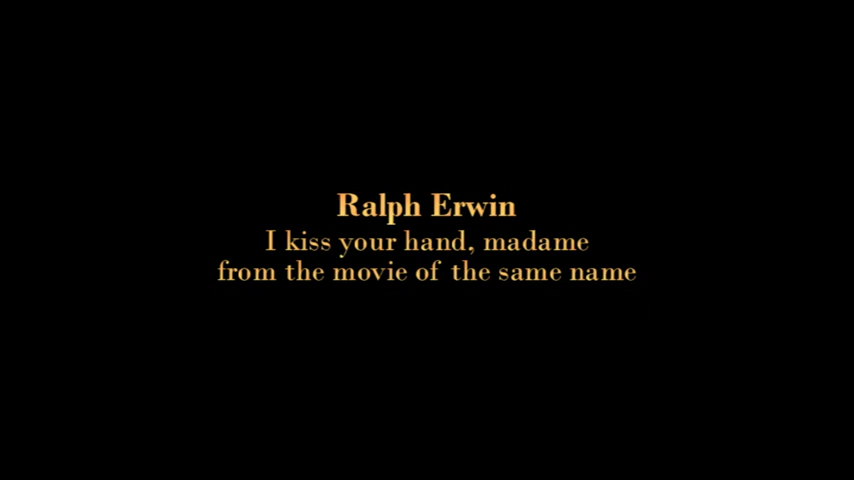 Ralph Erwin
I kiss your hand, madame
from the movie of the same name